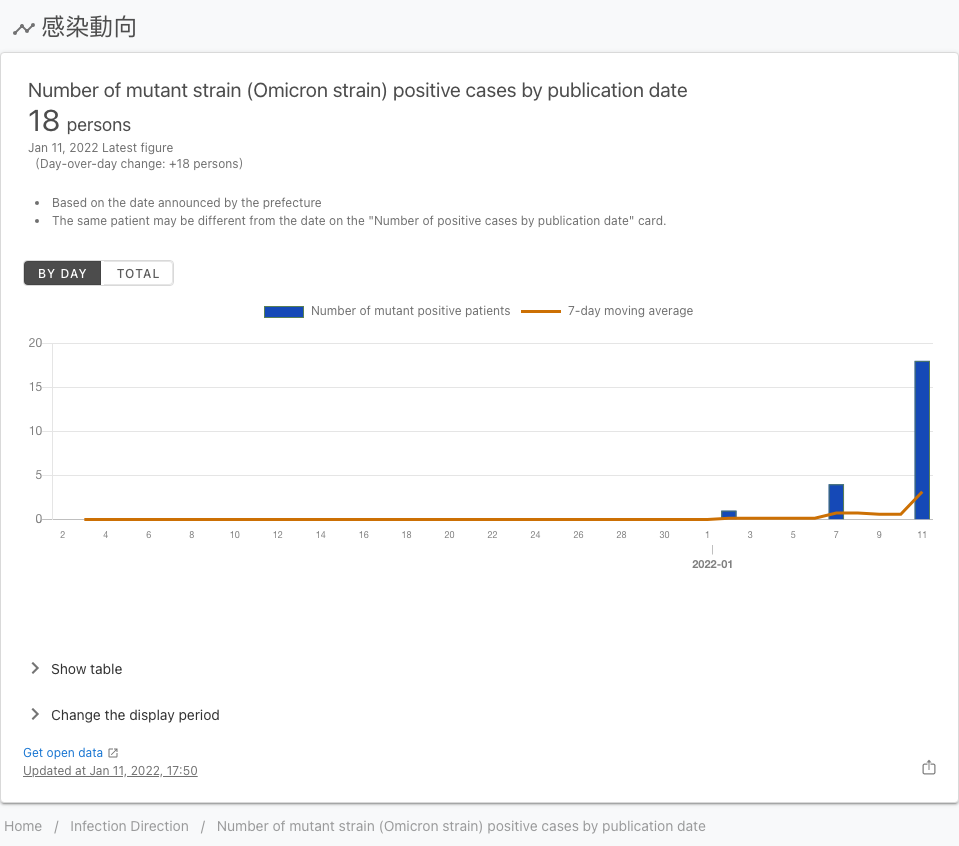 感染動向
Number of mutant strain (Omicron strain) positive cases by publication date
18 persons
Jan 11, 2022 Latest figure
(Day-over-day change: +18 persons)
• Based on the date announced by the prefecture
• The same patient may be different from the date on the "Number of positive cases by publication date" card.
BY DAY TOTAL
Number of mutant positive patients 7-day moving average
20
15
10
5
0
2 4 6 8 10 12 14 16 18 20 22 24 26 28 30 1 3 5 7 9 11
2022-01
Show table
Change the display period
Get open data
Updated at Jan 11, 2022, 17:50
Home / Infection Direction / Number of mutant strain (Omicron strain) positive cases by publication date